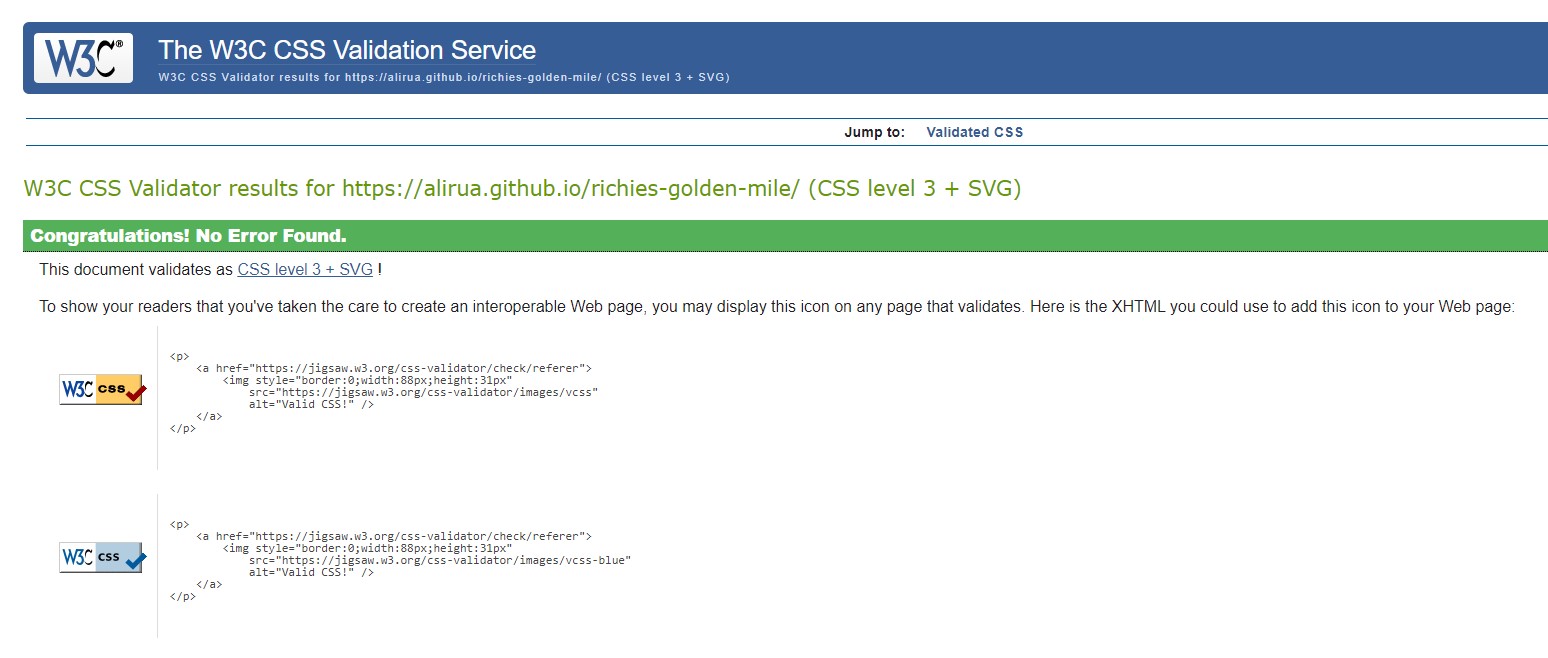 W3C®
The W3C CSS Validation Service
W3C CSS Validator results for https://alirua.github.io/richies-golden-mile/ (CSS level 3 + SVG)
Jump to: Validated CSS
W3C CSS Validator results for https://alirua.github.io/richies-golden-mile/ (CSS level 3 + SVG)
Congratulations! No Error Found.
This document validates as CSS level 3 + SVG !
To show your readers that you've taken the care to create an interoperable Web page, you may display this icon on any page that validates. Here is the XHTML you could use to add this icon to your Web page:
W3C css
<p>
    <a href="https://jigsaw.w3.org/css-validator/check/referer">
        <img style="border:0;width:88px;height:31px"
            src="https://jigsaw.w3.org/css-validator/images/vcss"
            alt="Valid CSS!" />
    </a>
</p>
W3C css
<p>
    <a href="https://jigsaw.w3.org/css-validator/check/referer">
        <img style="border:0;width:88px;height:31px"
            src="https://jigsaw.w3.org/css-validator/images/vcss-blue"
            alt="Valid CSS!" />
    </a>
</p>